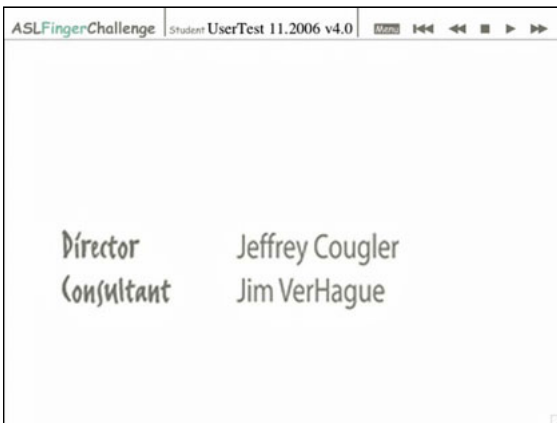 ASLFingerChallenge Student UserTest 11.2006 v4.0 Menu
Director Jeffrey Cougler
Consultant Jim VerHague